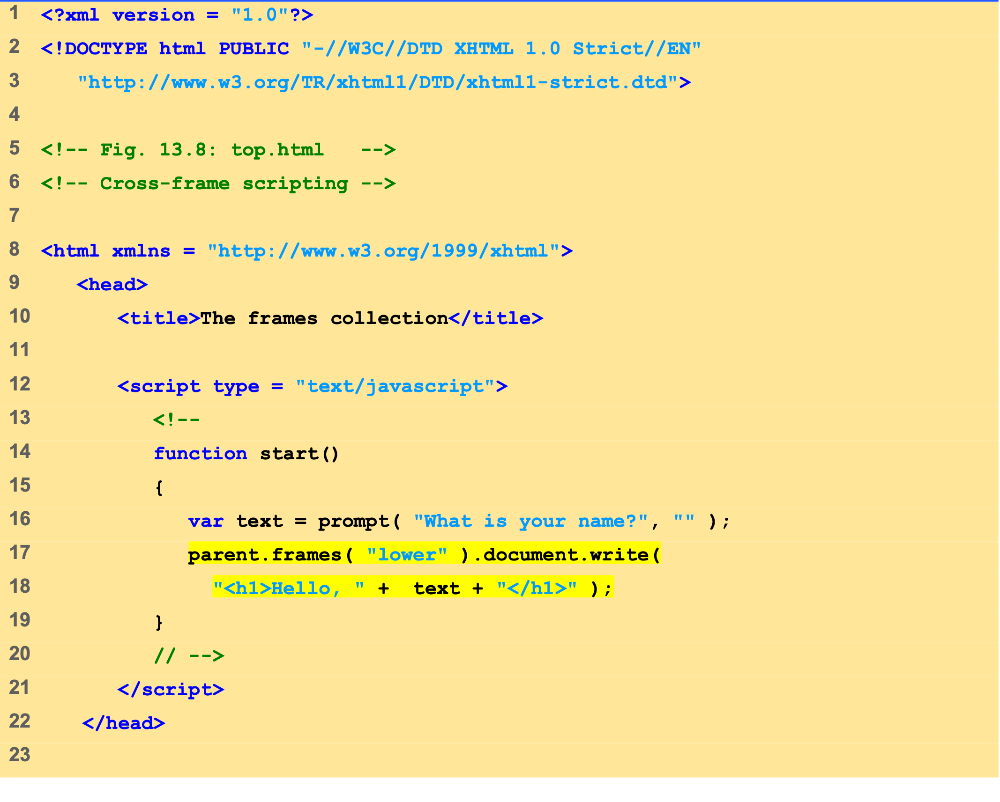 1 <?xml version = "1.0"?>
2 <!DOCTYPE html PUBLIC "-//W3C//DTD XHTML 1.0 Strict//EN"
3    "http://www.w3.org/TR/xhtml1/DTD/xhtml1-strict.dtd">
4
5 <!-- Fig. 13.8: top.html   -->
6 <!-- Cross-frame scripting -->
7
8 <html xmlns = "http://www.w3.org/1999/xhtml">
9    <head>
10       <title>The frames collection</title>
11
12       <script type = "text/javascript">
13          <!--
14          function start()
15          {
16             var text = prompt( "What is your name?", "" );
17             parent.frames( "lower" ).document.write(
18               "<h1>Hello, " +  text + "</h1>" );
19          }
20          // -->
21       </script>
22    </head>
23